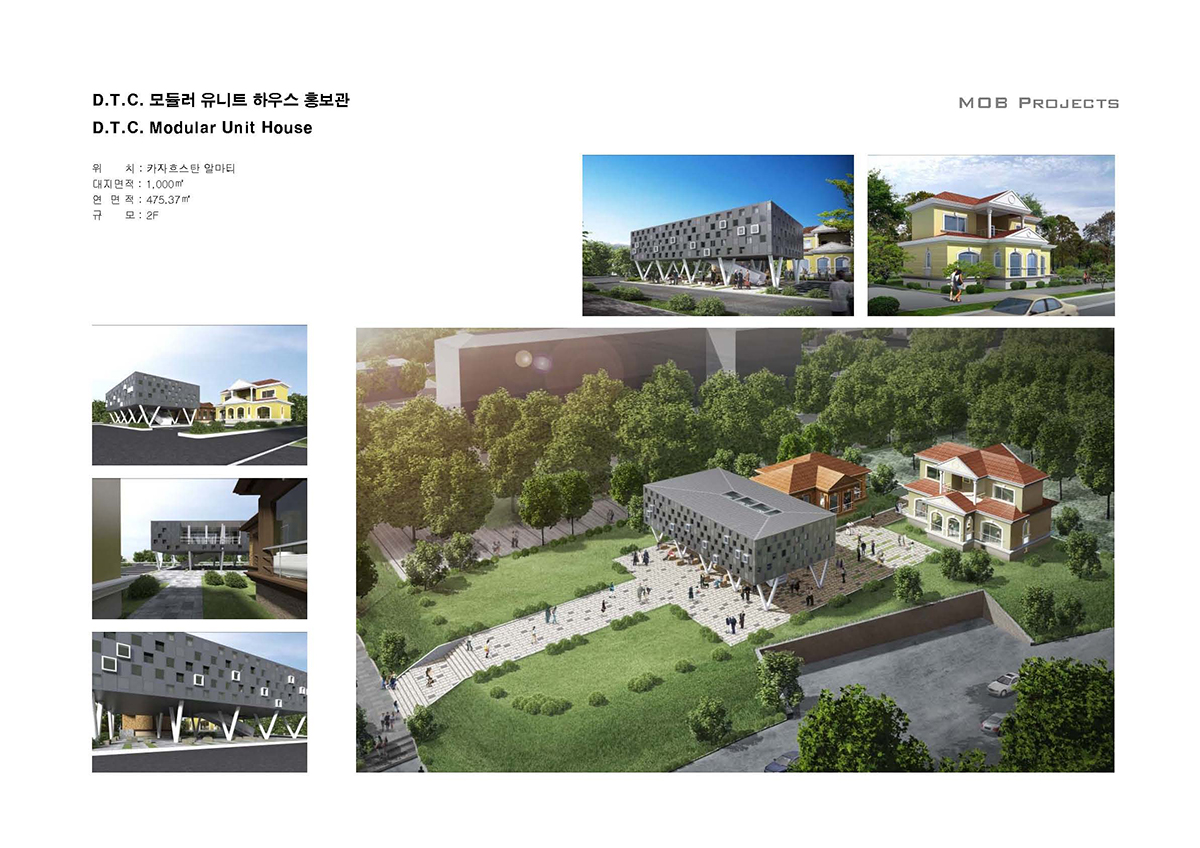 D.T.C. 모듈러 유니트 하우스 홍보관
MOB PROJECTS
D.T.C. Modular Unit House
위 치 : 카자흐스탄 알마티
대지면적 : 1,000㎡
연 면 적 : 475.37㎡
규 모 : 2F